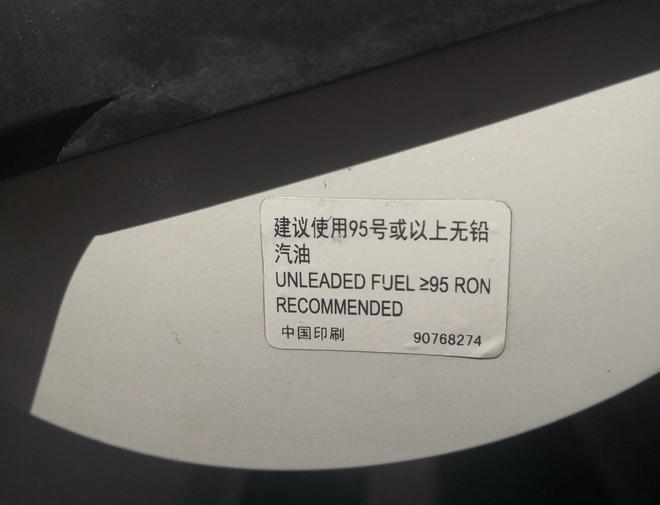 建议使用95号或以上无铅
汽油
UNLEADED FUEL ≥95 RON
RECOMMENDED
中国印刷 90768274